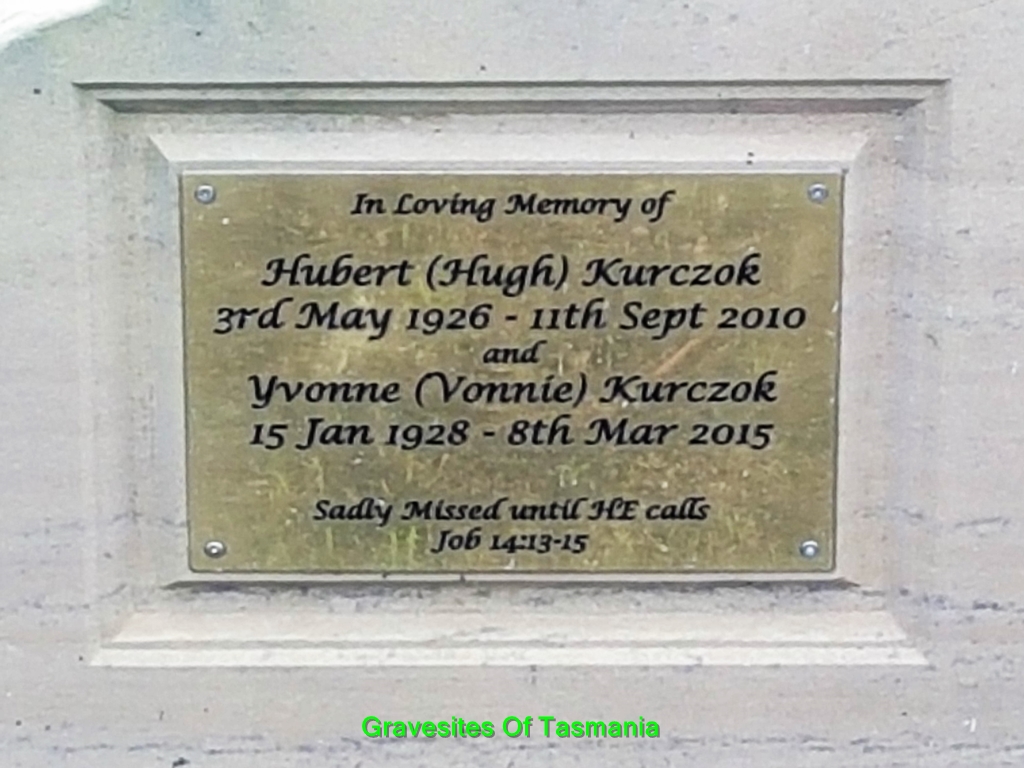 In Loving Memory of
Hubert (Hugh) Kurczok
3rd May 1926 - 11th Sept 2010
and
Yvonne (Vonnie) Kurczok
15 Jan 1928 - 8th Mar 2015
Sadly Missed until HE calls
Job 14:13-15
Gravesites Of Tasmania